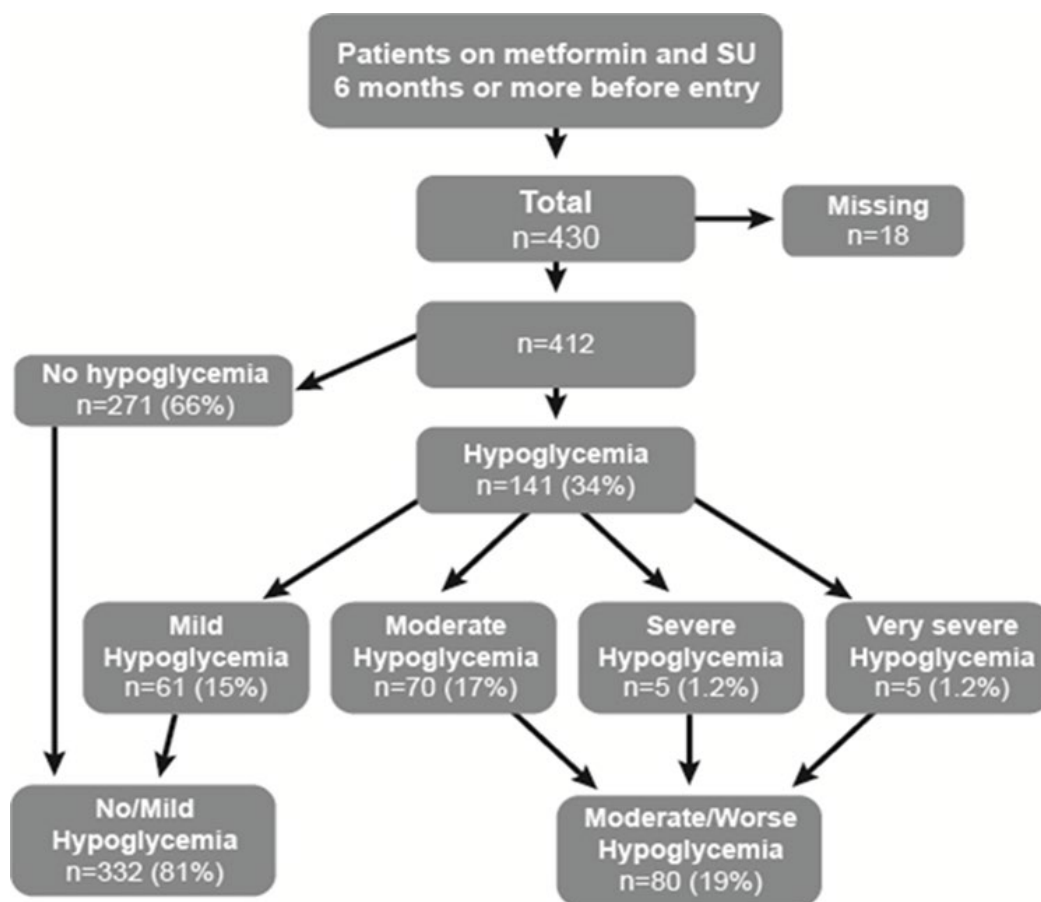 Patients on metformin and SU
6 months or more before entry
Total
n=430
Missing
n=18
n=412
No hypoglycemia
n=271 (66%)
Hypoglycemia
n=141 (34%)
Mild
Hypoglycemia
n=61 (15%)
Moderate
Hypoglycemia
n=70 (17%)
Severe
Hypoglycemia
n=5 (1.2%)
Very severe
Hypoglycemia
n=5 (1.2%)
No/Mild
Hypoglycemia
n=332 (81%)
Moderate/Worse
Hypoglycemia
n=80 (19%)